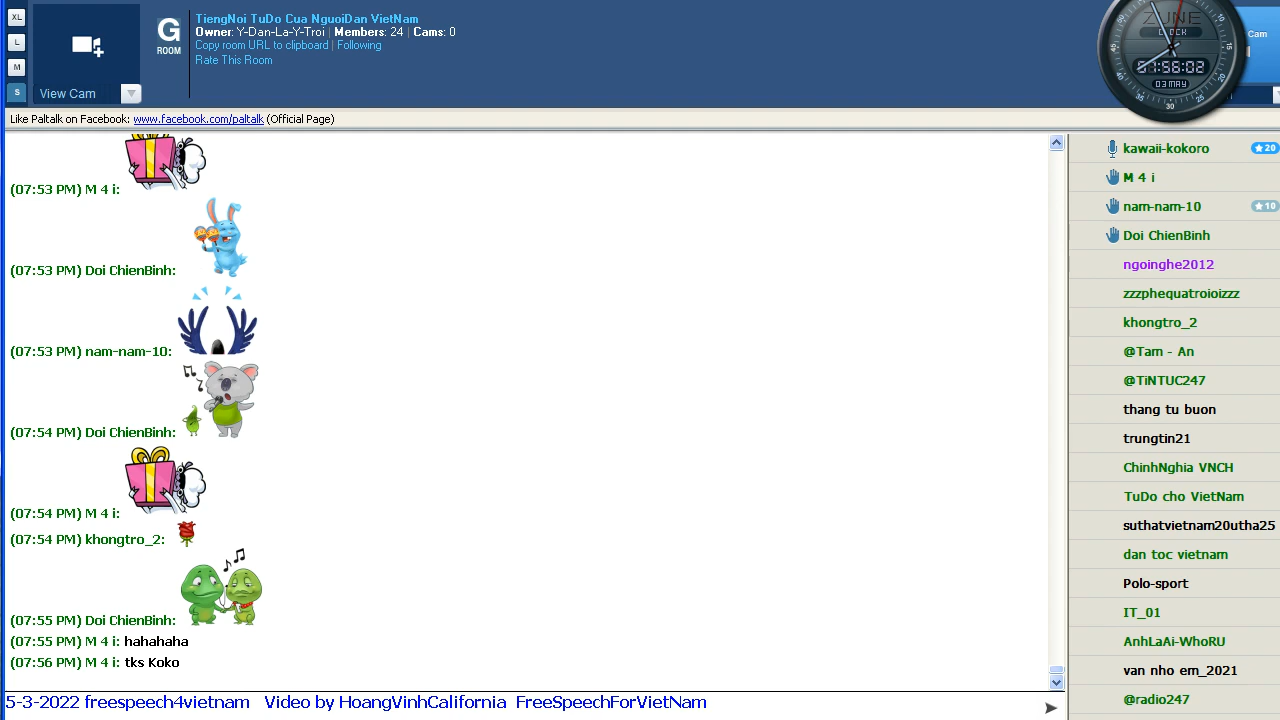 XL
L
M
S
View Cam
G
ROOM
TiengNoi TuDo Cua NguoiDan VietNam
Owner: Y-Dan-La-Y-Troi | Members: 24 | Cams: 0
Copy room URL to clipboard | Following
Rate This Room
ZUNE
CLOCK
03 MAY
Cam
Like Paltalk on Facebook: www.facebook.com/paltalk (Official Page)
(07:53 PM) M 4 i:
(07:53 PM) Doi ChienBinh:
(07:53 PM) nam-nam-10:
(07:54 PM) Doi ChienBinh:
(07:54 PM) M 4 i:
(07:54 PM) khongtro_2:
(07:55 PM) Doi ChienBinh:
(07:55 PM) M 4 i: hahahaha
(07:56 PM) M 4 i: tks Koko
kawaii-kokoro 20
M 4 i
nam-nam-10 10
Doi ChienBinh
ngoinghe2012
zzzphequatroioizzz
khongtro_2
@Tam - An
@TiNTUC247
thang tu buon
trungtin21
ChinhNghia VNCH
TuDo cho VietNam
suthatvietnam20utha25
dan toc vietnam
Polo-sport
IT_01
AnhLaAi-WhoRU
van nho em_2021
@radio247
5-3-2022 freespeech4vietnam Video by HoangVinhCalifornia FreeSpeechForVietNam